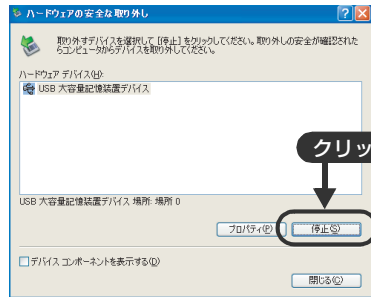 ハードウェアの安全な取り外し
取り外すデバイスを選択して [停止] をクリックしてください。取り外しの安全が確認された
らコンピュータからデバイスを取り外してください。
ハードウェア デバイス(H):
USB 大容量記憶装置デバイス
クリッ
USB 大容量記憶装置デバイス 場所: 場所 0
プロパティ(P) 停止(S)
デバイス コンポーネントを表示する(D)
閉じる(C)